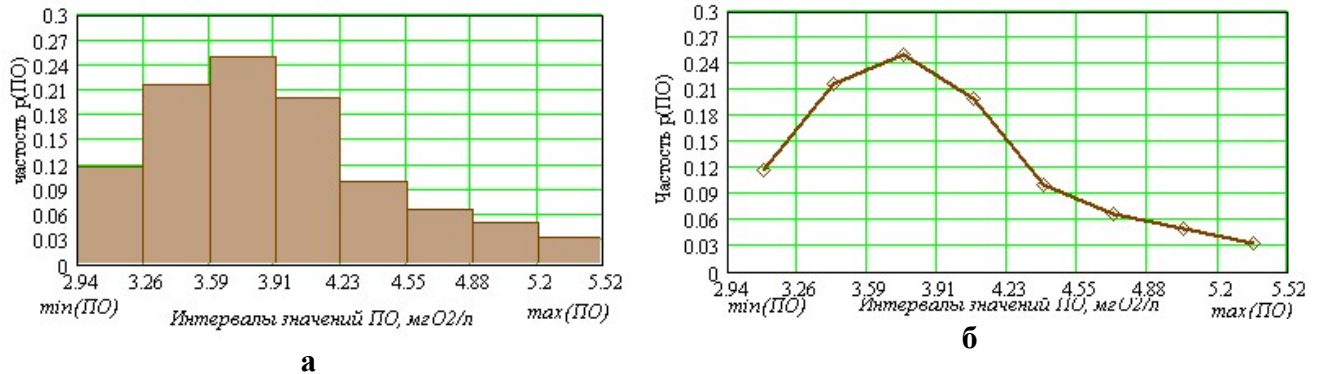 0.3
0.27
0.24
0.21
0.18
0.15
0.12
0.09
0.06
0.03
0
частость р(ПО)
2.94 3.26 3.59 3.91 4.23 4.55 4.88 5.2 5.52
min(ПО) Интервалы значений ПО, мгО2/л max(ПО)
а
0.3
0.27
0.24
0.21
0.18
0.15
0.12
0.09
0.06
0.03
0
Частость р(ПО)
2.94 3.26 3.59 3.91 4.23 4.55 4.88 5.2 5.52
min(ПО) Интервалы значений ПО, мгО2/л max(ПО)
б